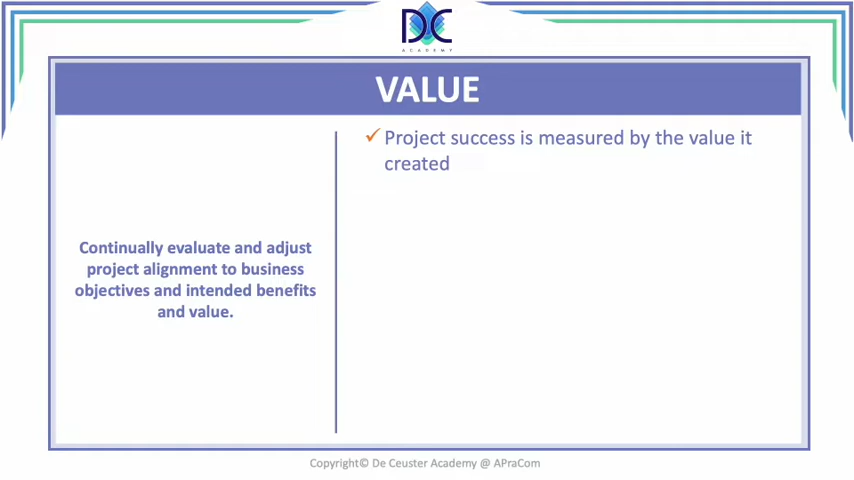 DC
ACADEMY
VALUE
Continually evaluate and adjust
project alignment to business
objectives and intended benefits
and value.
✓Project success is measured by the value it
created
Copyright© De Ceuster Academy @ APraCom